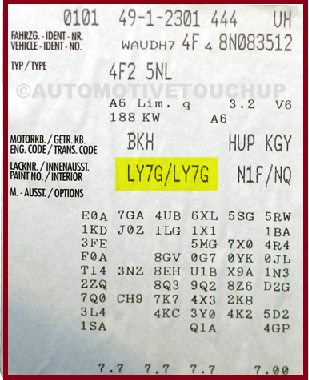 0101 49-1-2301 444 UH
FAHRZG.-IDENT-NR.
VEHICLE-IDENT-NO. WAUDH7 4F4 8N083512
TYP/TYPE 4F2 5NL
©AUTOMOTIVETOUCHUP
A6 Lim. q 3.2 V6
188 KW A6
MOTORKB./GETR.KB.
ENG. CODE/TRANS. CODE BKH HUP KGY
LACKNR./INNENAUSST.
PAINT NO./INTERIOR LY7G/LY7G N1F/NQ
M.-AUSST./OPTIONS
E0A 7GA 4UB 6XL 5SG 5RW
1KD J0Z 1LG 1X1 1BA
3FE 5MG 7X0 4R4
F0A 8GV 0G7 0YK 0JL
T14 3NZ 8EH U1B X9A 1N3
2ZQ 8Q3 9Q2 8Z6 D2G
7Q0 CH9 7K7 4X3 2KB
3L4 4KC 3Y0 4K2 5D2
1SA Q1A 4GP
7.7 7.7 7.7 7.00